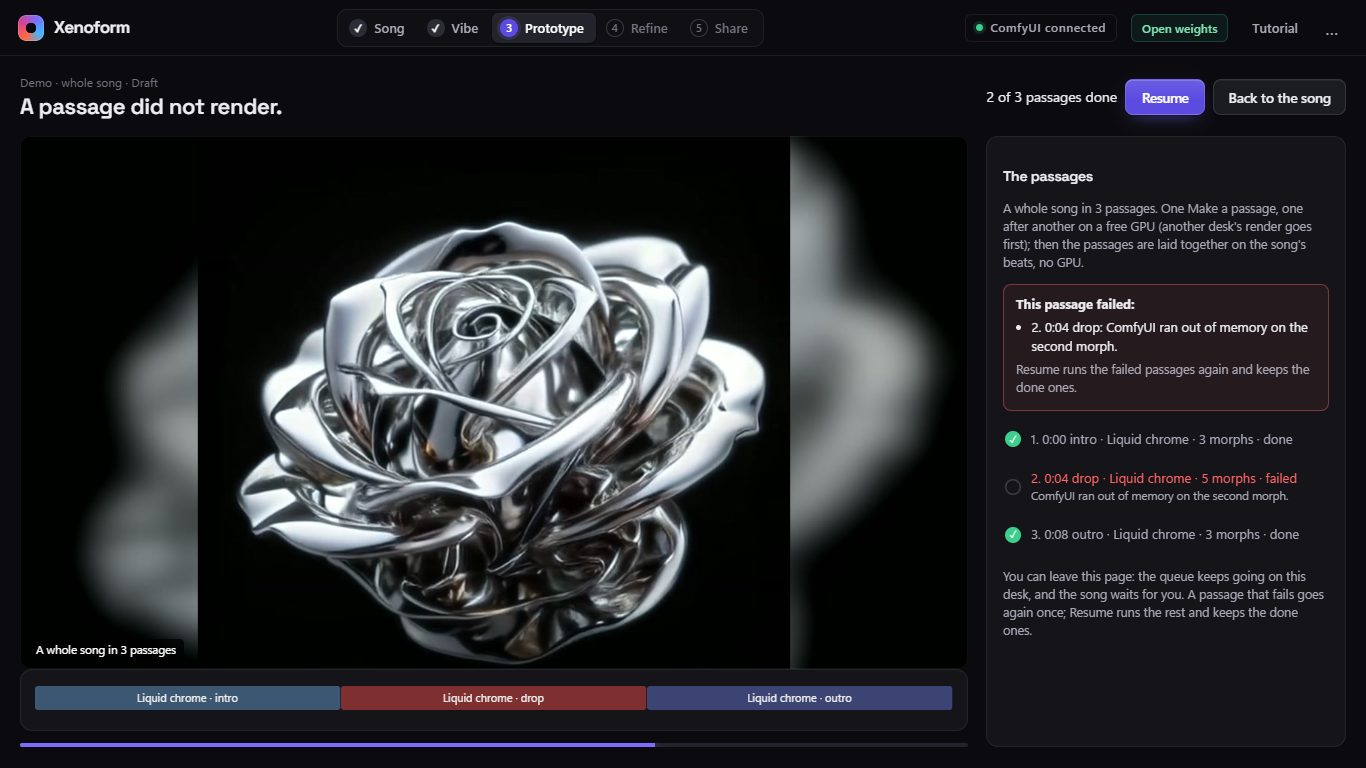 Xenoform
Song
Vibe
3 Prototype
4 Refine
5 Share
ComfyUI connected
Open weights
Tutorial
...
Demo · whole song · Draft
A passage did not render.
2 of 3 passages done
Resume
Back to the song
A whole song in 3 passages
Liquid chrome · intro
Liquid chrome · drop
Liquid chrome · outro
The passages
A whole song in 3 passages. One Make a passage, one
after another on a free GPU (another desk's render goes
first); then the passages are laid together on the song's
beats, no GPU.
This passage failed:
• 2. 0:04 drop: ComfyUI ran out of memory on the
second morph.
Resume runs the failed passages again and keeps the
done ones.
1. 0:00 intro · Liquid chrome · 3 morphs · done
2. 0:04 drop · Liquid chrome · 5 morphs · failed
ComfyUI ran out of memory on the second morph.
3. 0:08 outro · Liquid chrome · 3 morphs · done
You can leave this page: the queue keeps going on this
desk, and the song waits for you. A passage that fails goes
again once; Resume runs the rest and keeps the done
ones.